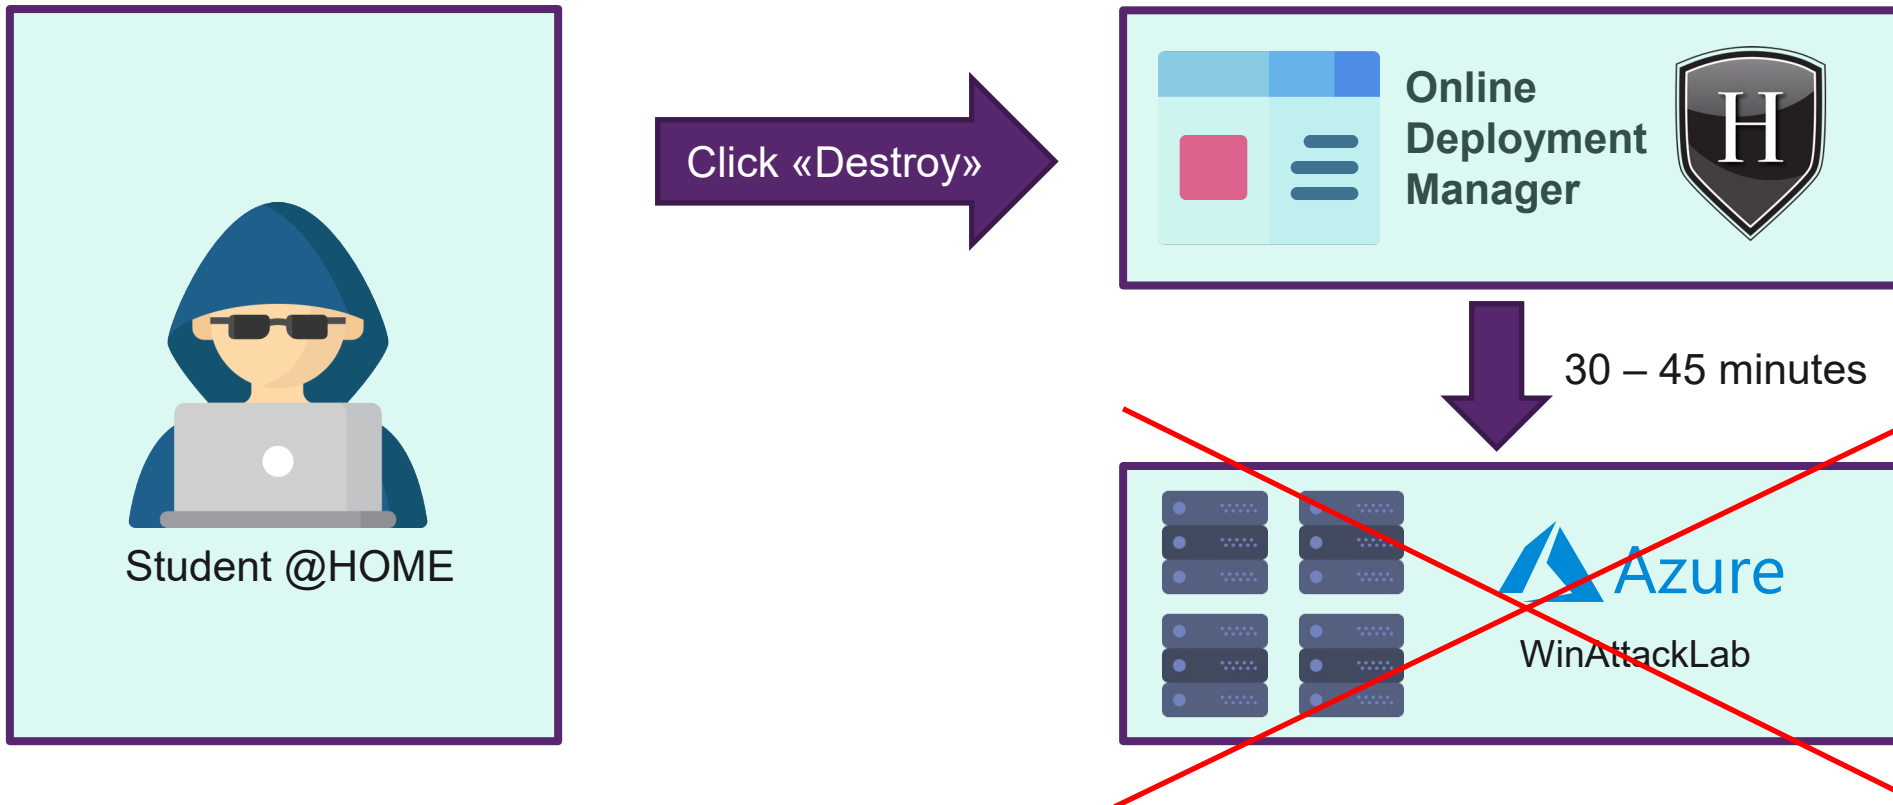 Student @HOME
Click «Destroy»
Online
Deployment
Manager
H
30 – 45 minutes
Azure
WinAttackLab